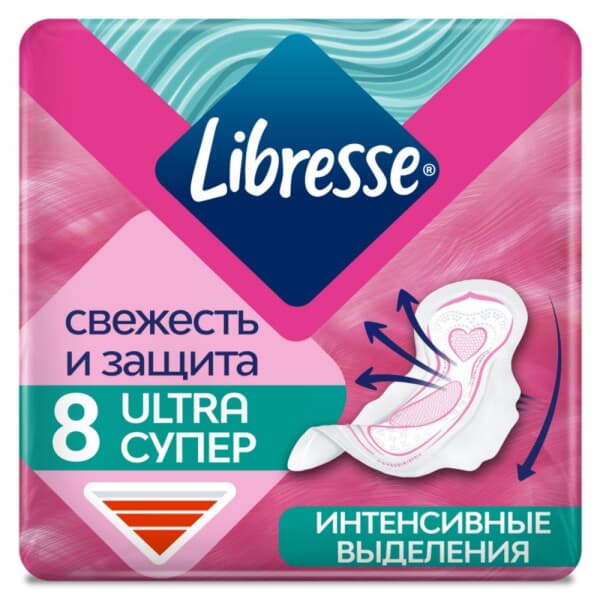 Libresse®
свежесть
и защита
8 ULTRA
СУПЕР
ИНТЕНСИВНЫЕ
ВЫДЕЛЕНИЯ